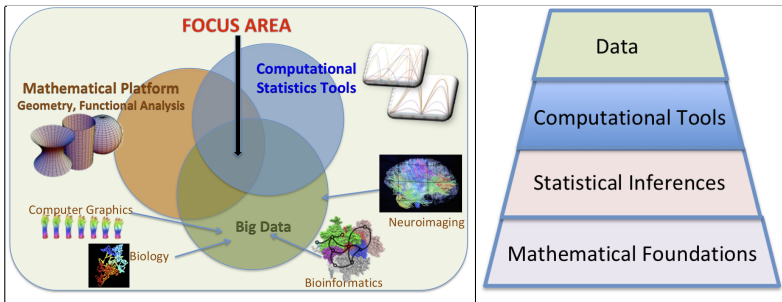 FOCUS AREA
Mathematical Platform
Geometry, Functional Analysis
Computational
Statistics Tools
Computer Graphics
Big Data
Neuroimaging
Biology
Bioinformatics
Data
Computational Tools
Statistical Inferences
Mathematical Foundations